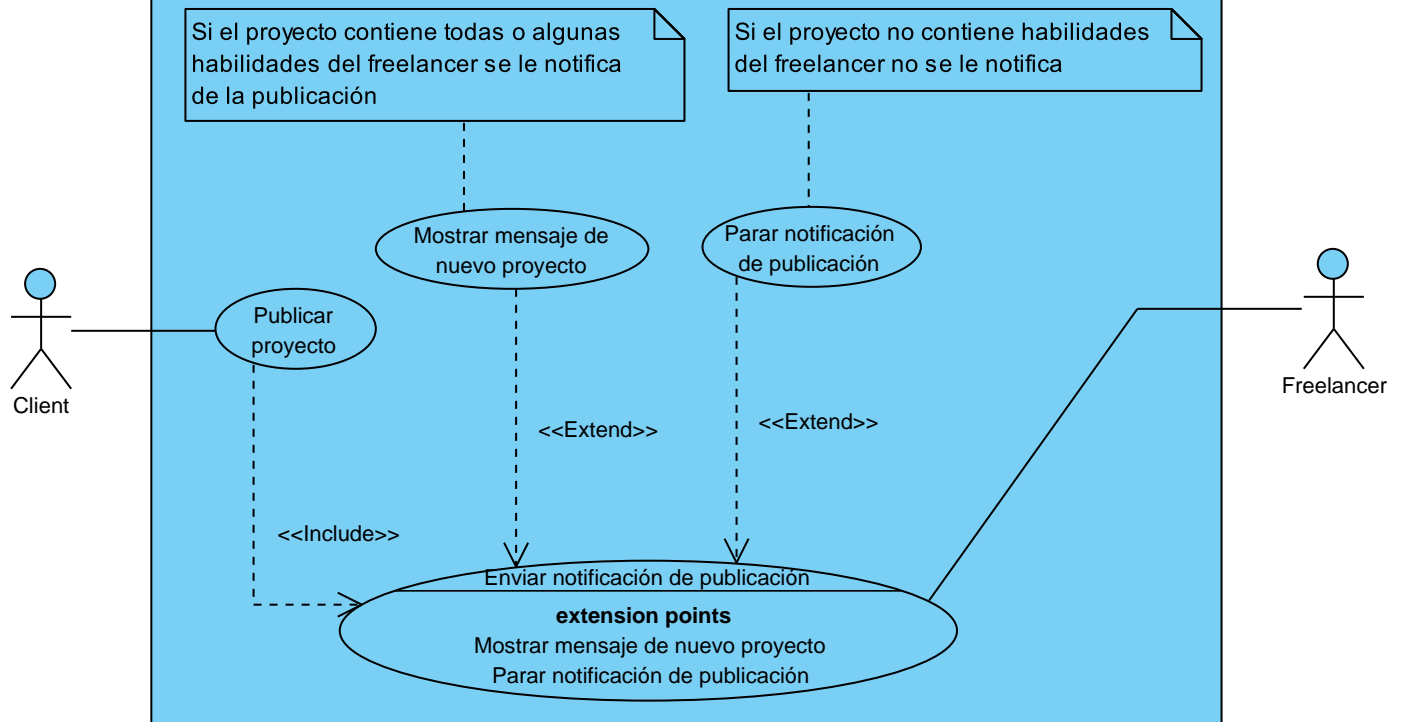 Si el proyecto contiene todas o algunas
habilidades del freelancer se le notifica
de la publicación
Si el proyecto no contiene habilidades
del freelancer no se le notifica
Mostrar mensaje de
nuevo proyecto
Parar notificación
de publicación
Publicar
proyecto
Client
Freelancer
<<Extend>>
<<Extend>>
<<Include>>
Enviar notificación de publicación
extension points
Mostrar mensaje de nuevo proyecto
Parar notificación de publicación